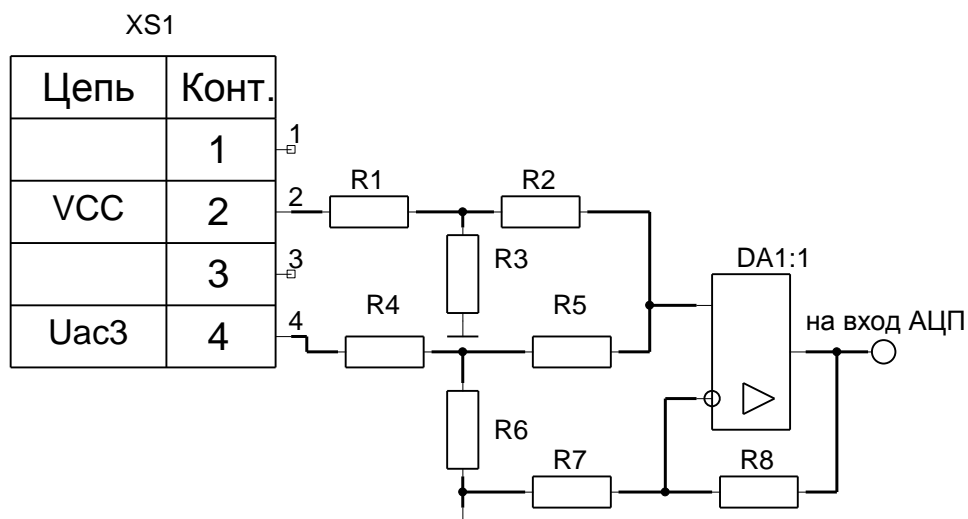 XS1
Цепь Конт.
1 1
VCC 2 2
3 3
Uac3 4 4
R1 R2
R3
R4 R5
R6
R7 R8
DA1:1
на вход АЦП